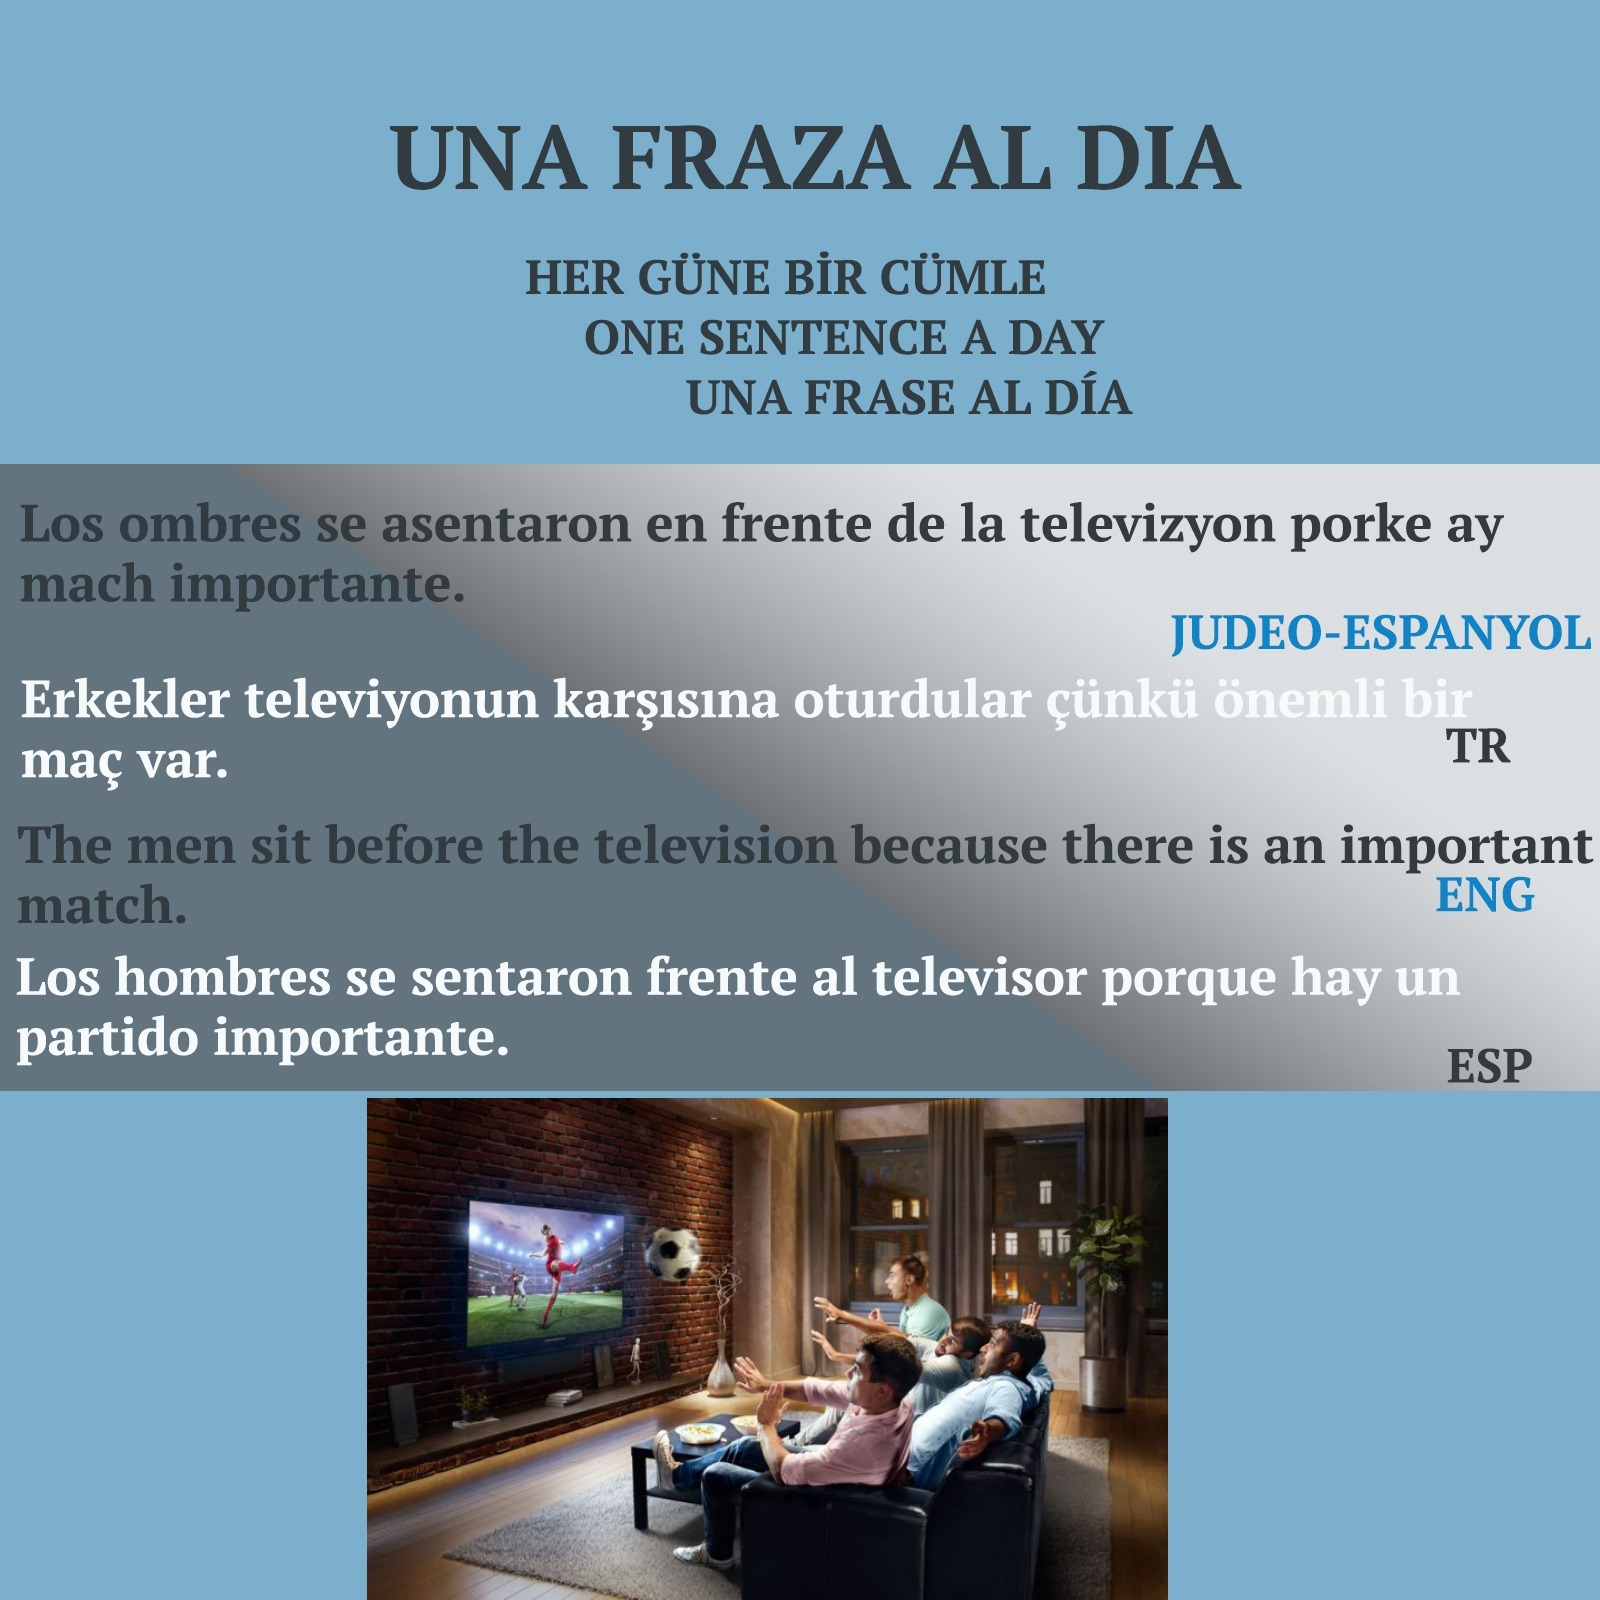 UNA FRAZA AL DIA
HER GÜNE BİR CÜMLE
ONE SENTENCE A DAY
UNA FRASE AL DÍA
Los ombres se asentaron en frente de la televizyon porke ay
mach importante.
JUDEO-ESPANYOL
Erkekler televiyonun karşısına oturdular çünkü önemli bir
maç var.
TR
The men sit before the television because there is an important
match.
ENG
Los hombres se sentaron frente al televisor porque hay un
partido importante.
ESP